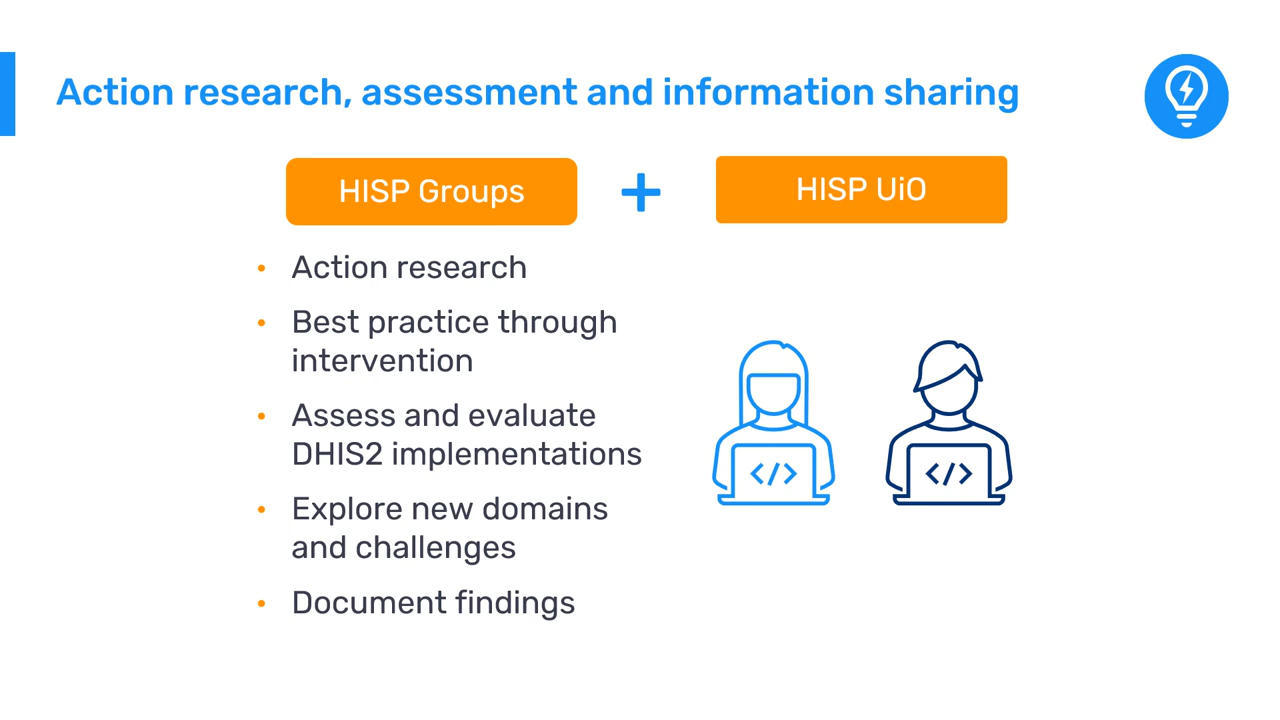 Action research, assessment and information sharing
HISP Groups
+
HISP UiO
• Action research
• Best practice through
intervention
• Assess and evaluate
DHIS2 implementations
• Explore new domains
and challenges
• Document findings
</>
</>